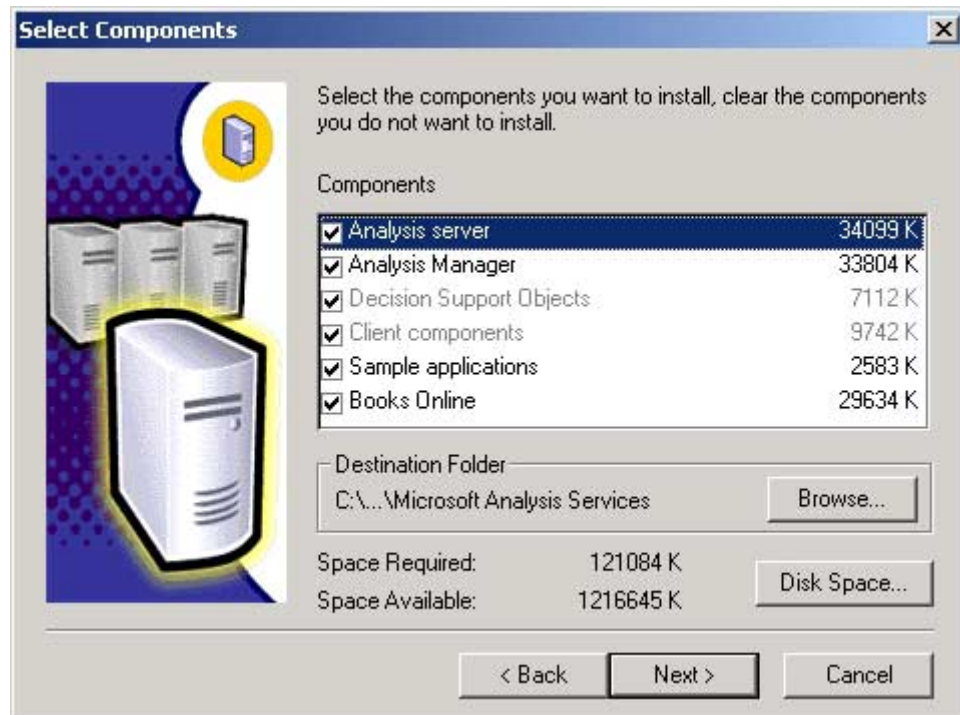 Select Components
Select the components you want to install, clear the components
you do not want to install.
Components
Analysis server 34099 K
Analysis Manager 33804 K
Decision Support Objects 7112 K
Client components 9742 K
Sample applications 2583 K
Books Online 29634 K
Destination Folder
C:\...\Microsoft Analysis Services Browse...
Space Required: 121084 K
Space Available: 1216645 K
Disk Space...
< Back Next > Cancel